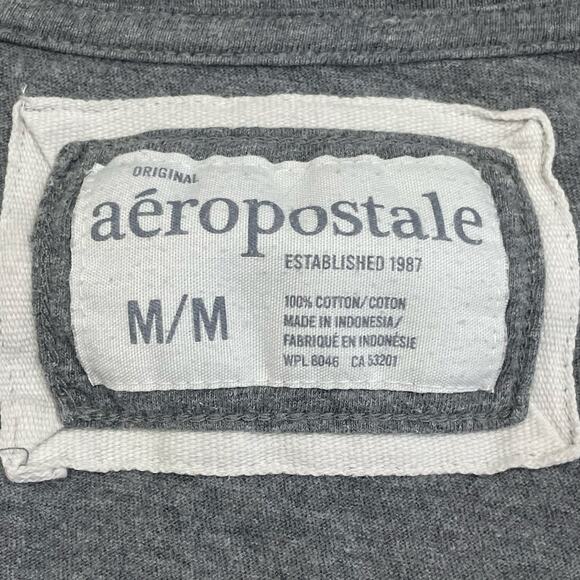 ORIGINAL
aéropostale
ESTABLISHED 1987
M/M
100% COTTON/COTON
MADE IN INDONESIA/
FABRIQUÉ EN INDONÉSIE
WPL 8046 CA 53201